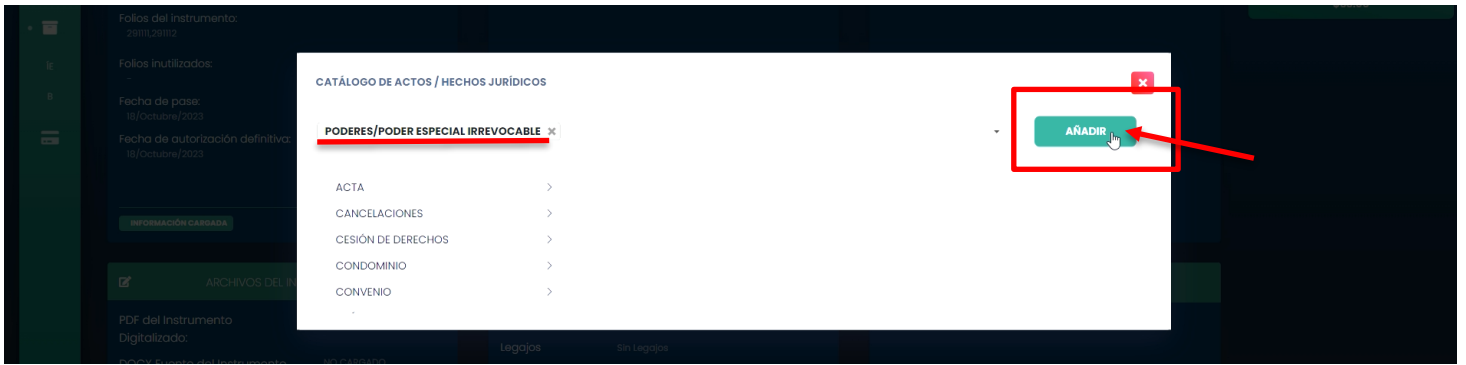 Folios del instrumento:
291111,291112
Folios inutilizados:
-
Fecha de pase:
18/Octubre/2023
Fecha de autorización definitiva:
18/Octubre/2023
INFORMACIÓN CARGADA
CATÁLOGO DE ACTOS / HECHOS JURÍDICOS
PODERES/PODER ESPECIAL IRREVOCABLE
AÑADIR
ACTA
CANCELACIONES
CESIÓN DE DERECHOS
CONDOMINIO
CONVENIO
ARCHIVOS DEL IN
PDF del Instrumento
Digitalizado:
DOCX Fuente del Instrumento
NO CARGADO
Legajos
Sin Legajos